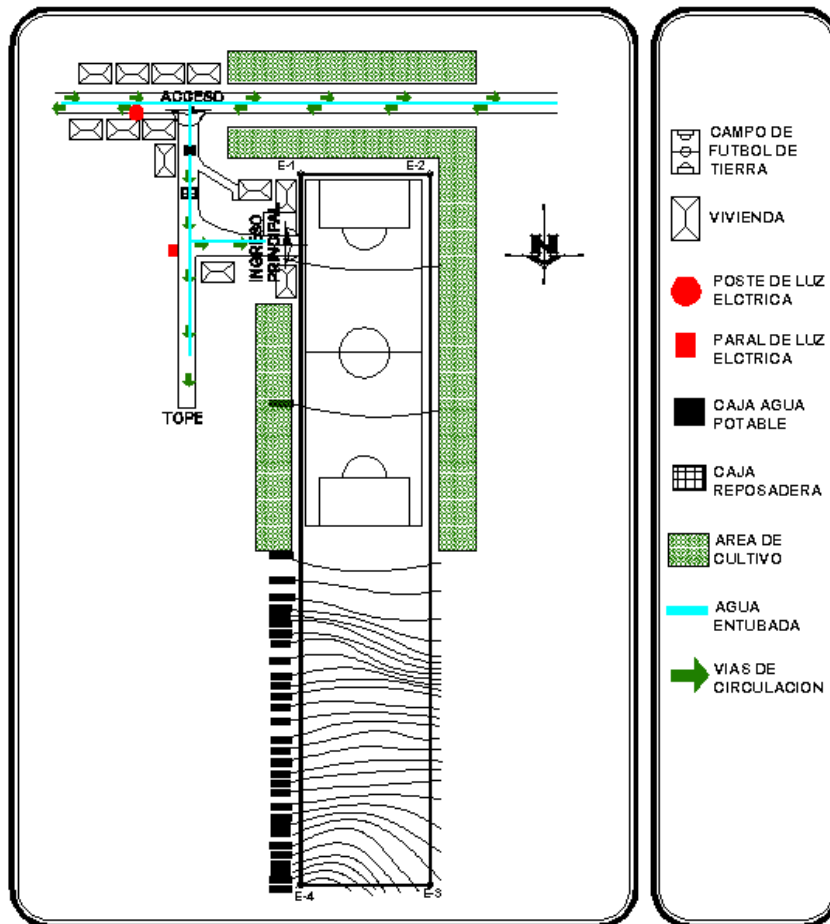 ACCESO
E-1
E-2
INGRESO
PRINCIPAL
N
TOPE
E-4
E-3
CAMPO DE
FUTBOL DE
TIERRA
VIVIENDA
POSTE DE LUZ
ELCTRICA
PARAL DE LUZ
ELCTRICA
CAJA AGUA
POTABLE
CAJA
REPOSADERA
AREA DE
CULTIVO
AGUA
ENTUBADA
VIAS DE
CIRCULACION